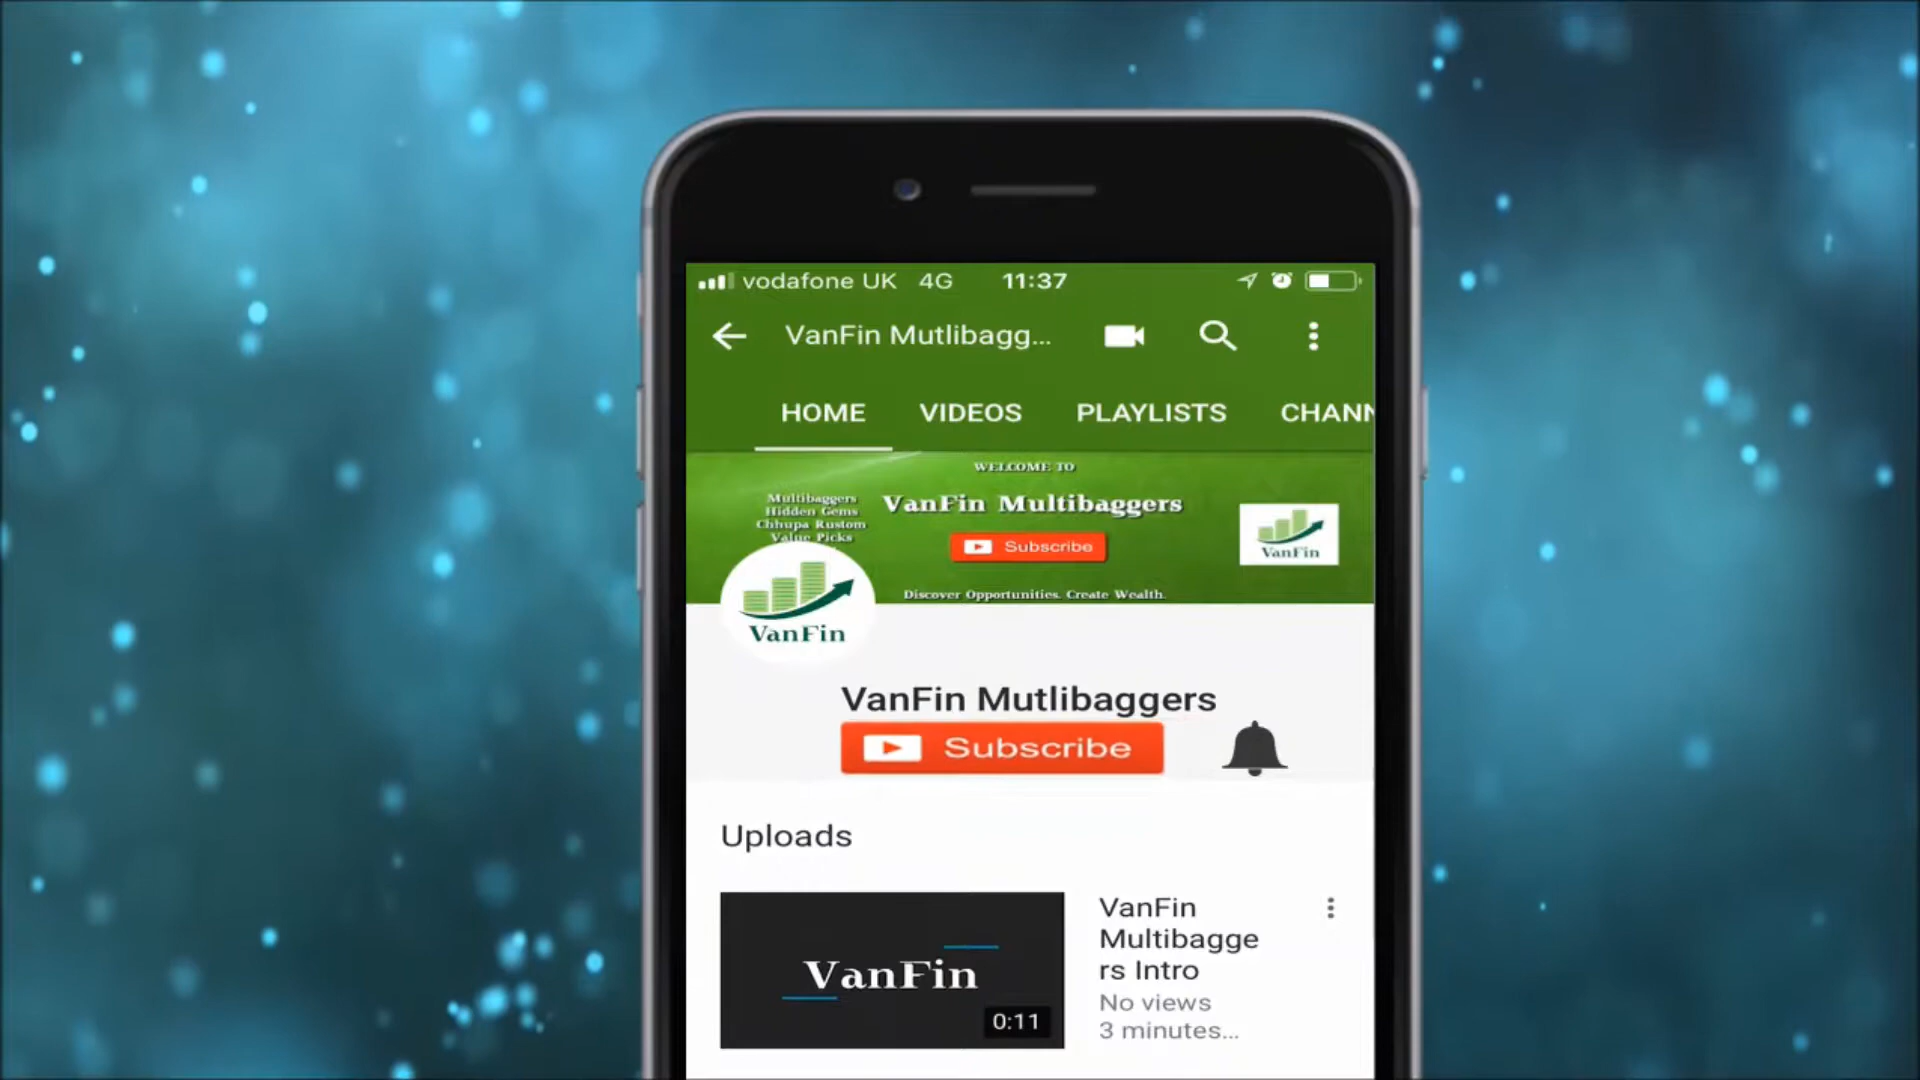 vodafone UK 4G 11:37
VanFin Mutlibagg...
HOME VIDEOS PLAYLISTS CHANN
WELCOME TO
VanFin Multibaggers
Multibaggers
Hidden Gems
Chhupa Rustom
Value Picks
Subscribe
VanFin
Discover Opportunities. Create Wealth.
VanFin
VanFin Mutlibaggers
Subscribe
Uploads
VanFin
0:11
VanFin
Multibagge
rs Intro
No views
3 minutes...